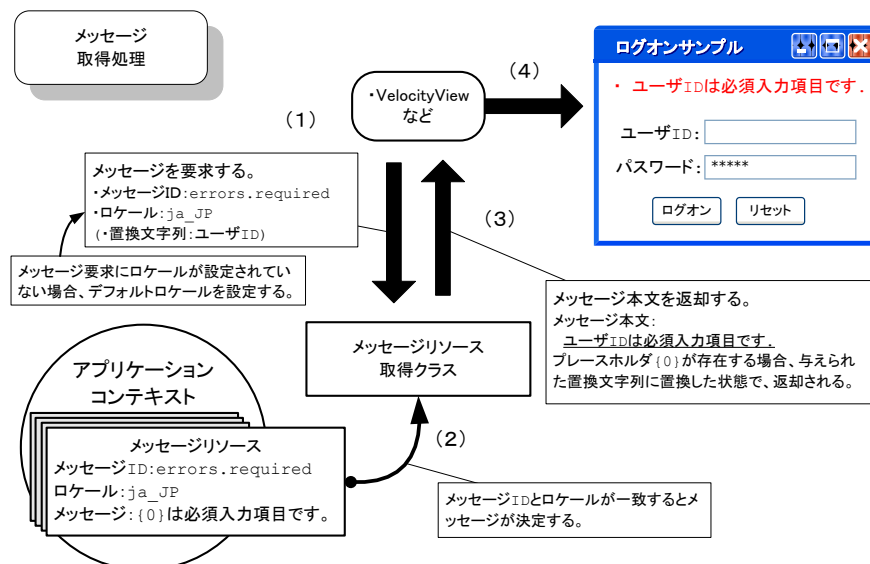 メッセージ
取得処理
(1)
・VelocityView
など
(4)
ログオンサンプル
・ ユーザIDは必須入力項目です.
ユーザID:
パスワード: *****
ログオン
リセット
メッセージを要求する。
・メッセージID:errors.required
・ロケール:ja_JP
(・置換文字列:ユーザID)
メッセージ要求にロケールが設定されてい
ない場合、デフォルトロケールを設定する。
(3)
メッセージ本文を返却する。
メッセージ本文:
ユーザIDは必須入力項目です.
プレースホルダ{0}が存在する場合、与えられ
た置換文字列に置換した状態で、返却される。
メッセージリソース
取得クラス
アプリケーション
コンテキスト
メッセージリソース
メッセージID:errors.required
ロケール:ja_JP
メッセージ:{0}は必須入力項目です。
(2)
メッセージIDとロケールが一致するとメ
ッセージが決定する。